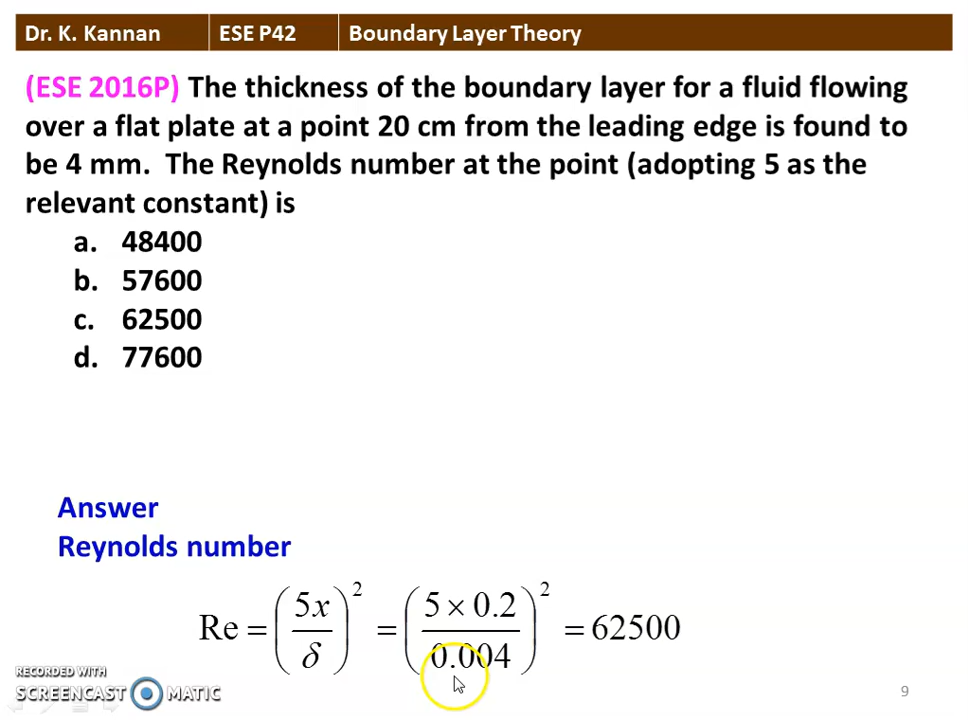 Dr. K. Kannan ESE P42 Boundary Layer Theory
(ESE 2016P) The thickness of the boundary layer for a fluid flowing
over a flat plate at a point 20 cm from the leading edge is found to
be 4 mm. The Reynolds number at the point (adopting 5 as the
relevant constant) is
a. 48400
b. 57600
c. 62500
d. 77600
Answer
Reynolds number
Re = (5x/δ)² = (5 × 0.2/0.004)² = 62500
RECORDED WITH
SCREENCAST MATIC
9